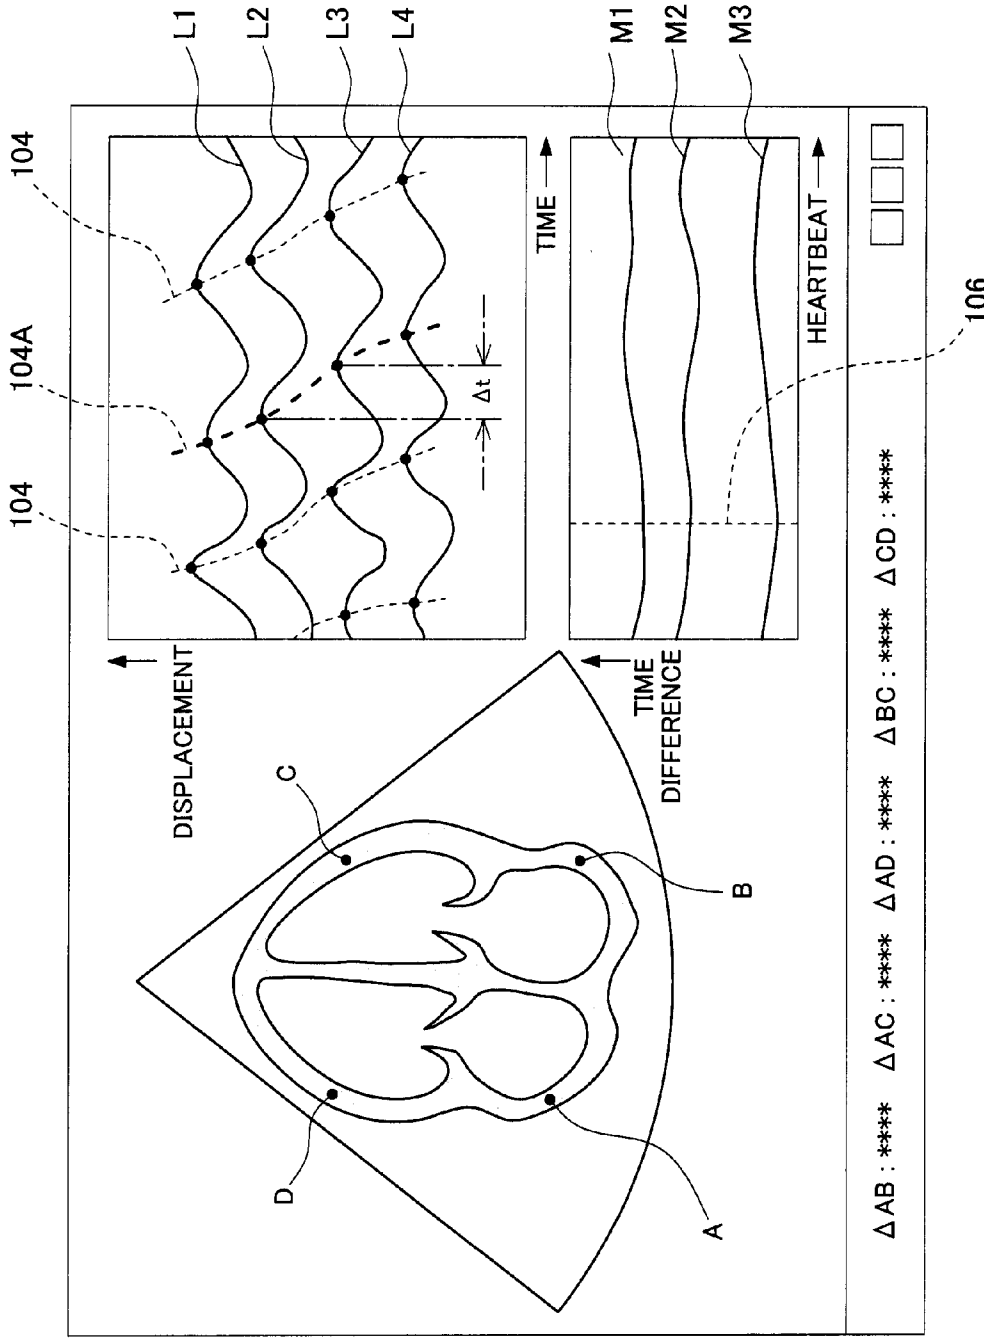 104
104A
104
L1
L2
L3
L4
DISPLACEMENT
Δt
TIME
C
D
B
A
TIME
DIFFERENCE
M1
M2
M3
HEARTBEAT
106
ΔAB : **** ΔAC : **** ΔAD : **** ΔBC : **** ΔCD : ****